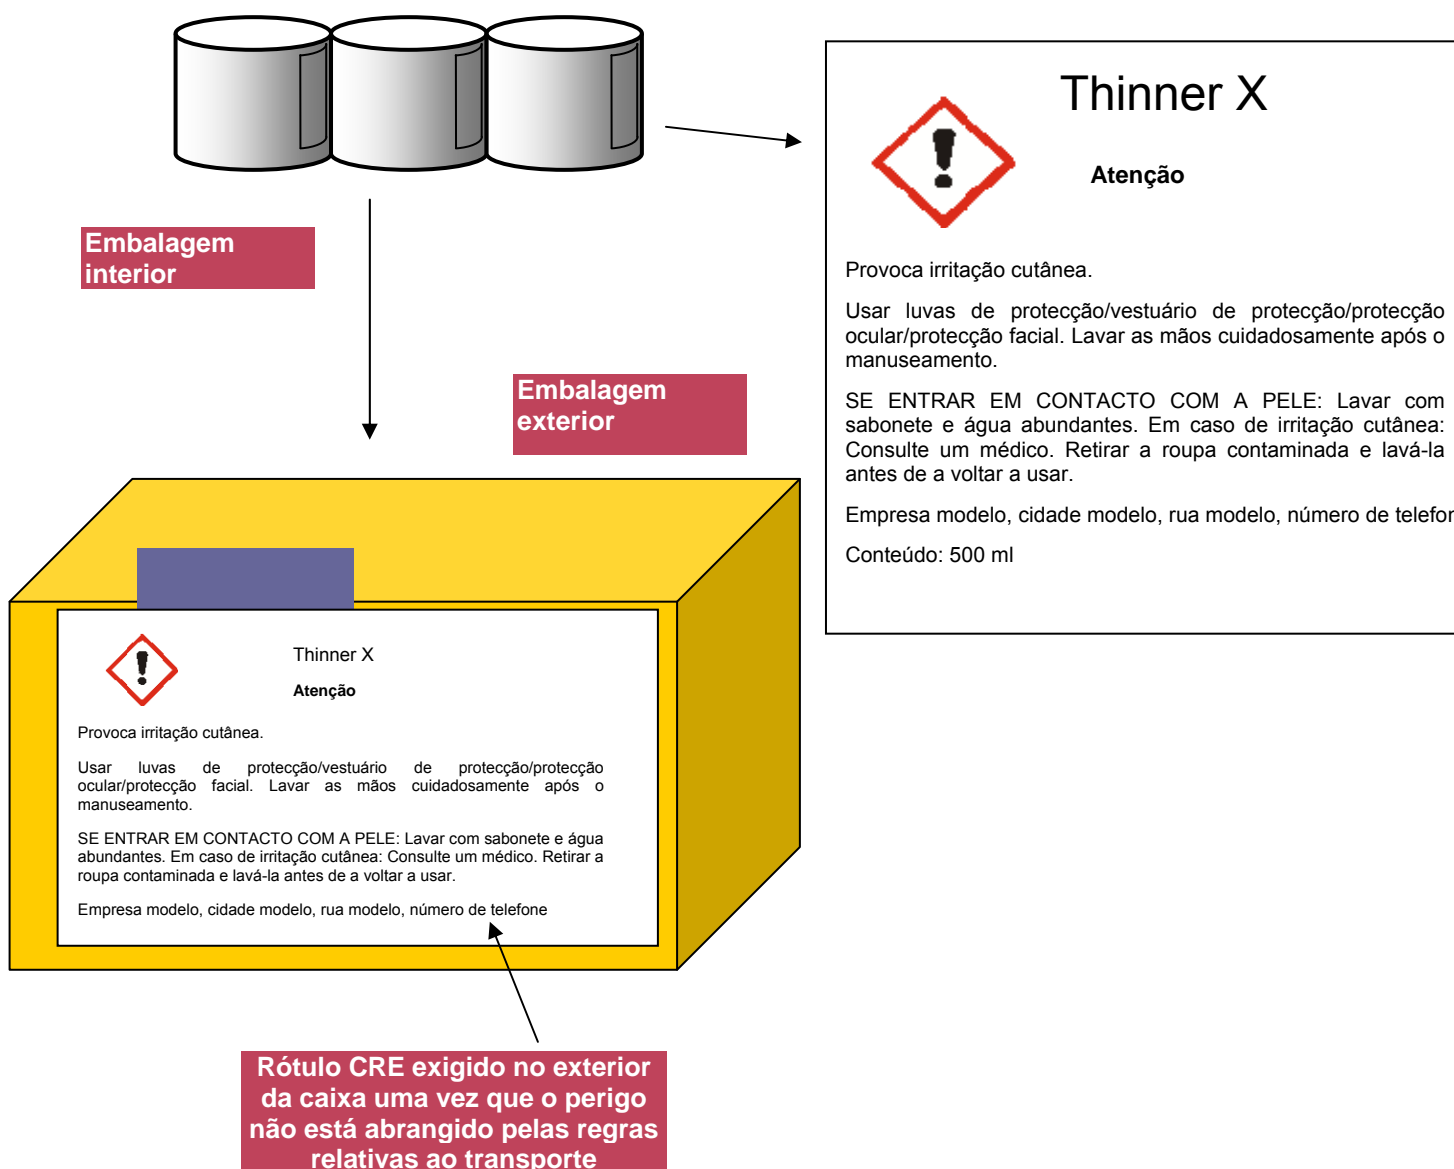 Thinner X
Atenção
Provoca irritação cutânea.
Usar luvas de protecção/vestuário de protecção/protecção
ocular/protecção facial. Lavar as mãos cuidadosamente após o
manuseamento.
SE ENTRAR EM CONTACTO COM A PELE: Lavar com
sabonete e água abundantes. Em caso de irritação cutânea:
Consulte um médico. Retirar a roupa contaminada e lavá-la
antes de a voltar a usar.
Empresa modelo, cidade modelo, rua modelo, número de
Conteúdo: 500 ml
Embalagem
interior
Embalagem
exterior
Thinner X
Atenção
Provoca irritação cutânea.
Usar luvas de protecção/vestuário de protecção/protecção
ocular/protecção facial. Lavar as mãos cuidadosamente após o
manuseamento.
SE ENTRAR EM CONTACTO COM A PELE: Lavar com sabonete e água
abundantes. Em caso de irritação cutânea: Consulte um médico. Retirar a
roupa contaminada e lavá-la antes de a voltar a usar.
Empresa modelo, cidade modelo, rua modelo, número de telefone
Rótulo CRE exigido no exterior
da caixa uma vez que o perigo
não está abrangido pelas regras
relativas ao transporte